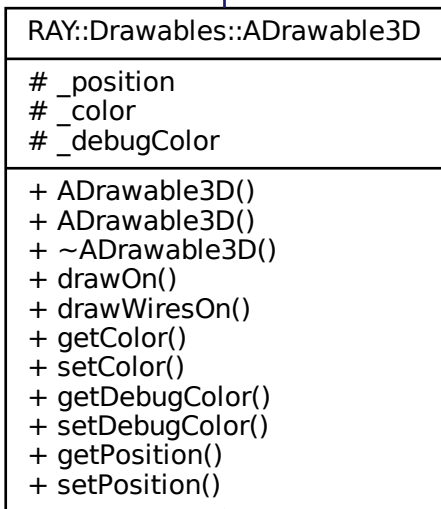 RAY::Drawables::ADrawable3D
# _position
# _color
# _debugColor
+ ADrawable3D()
+ ADrawable3D()
+ ~ADrawable3D()
+ drawOn()
+ drawWiresOn()
+ getColor()
+ setColor()
+ getDebugColor()
+ setDebugColor()
+ getPosition()
+ setPosition()